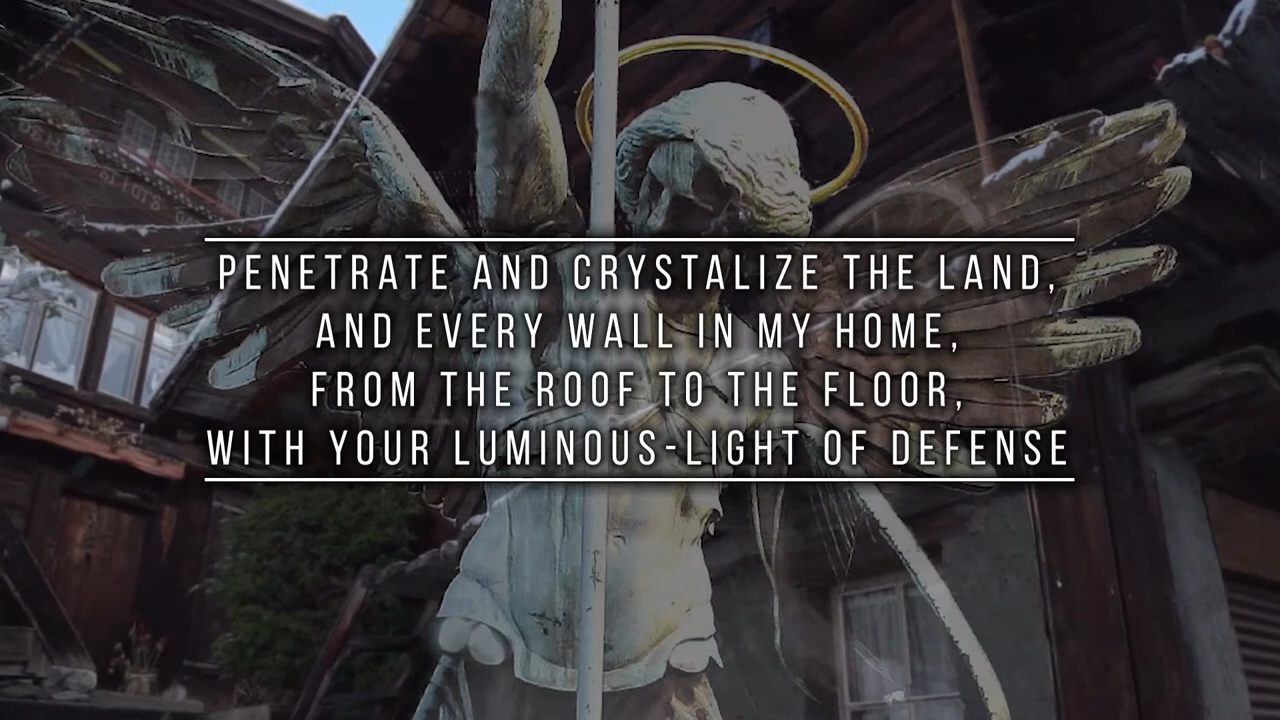 PENETRATE AND CRYSTALIZE THE LAND,
AND EVERY WALL IN MY HOME,
FROM THE ROOF TO THE FLOOR,
WITH YOUR LUMINOUS-LIGHT OF DEFENSE